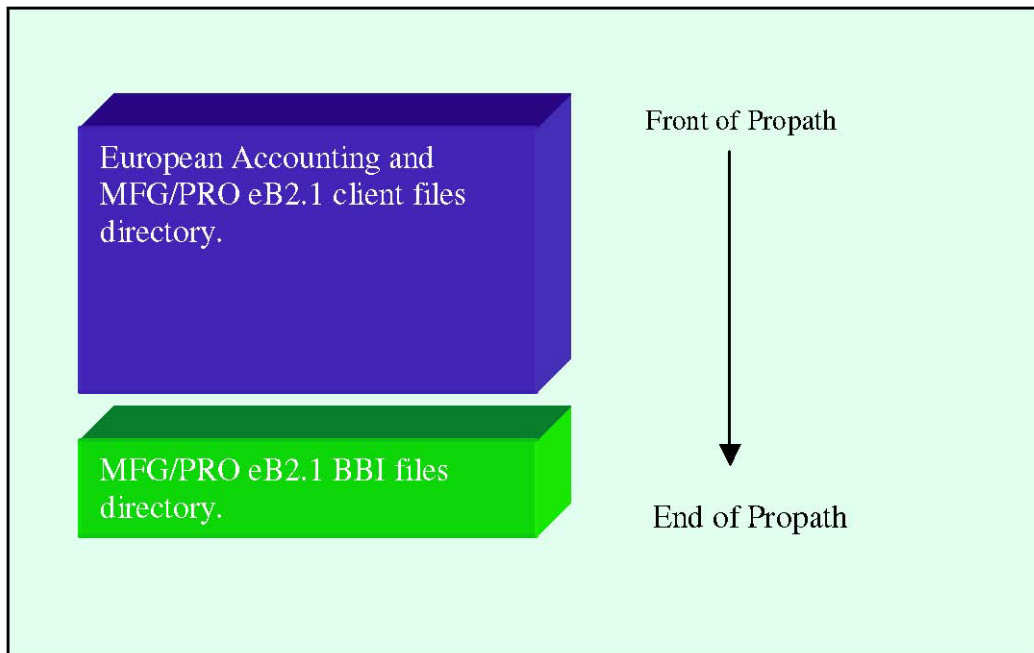 European Accounting and
MFG/PRO eB2.1 client files
directory.
Front of Propath
MFG/PRO eB2.1 BBI files
directory.
End of Propath